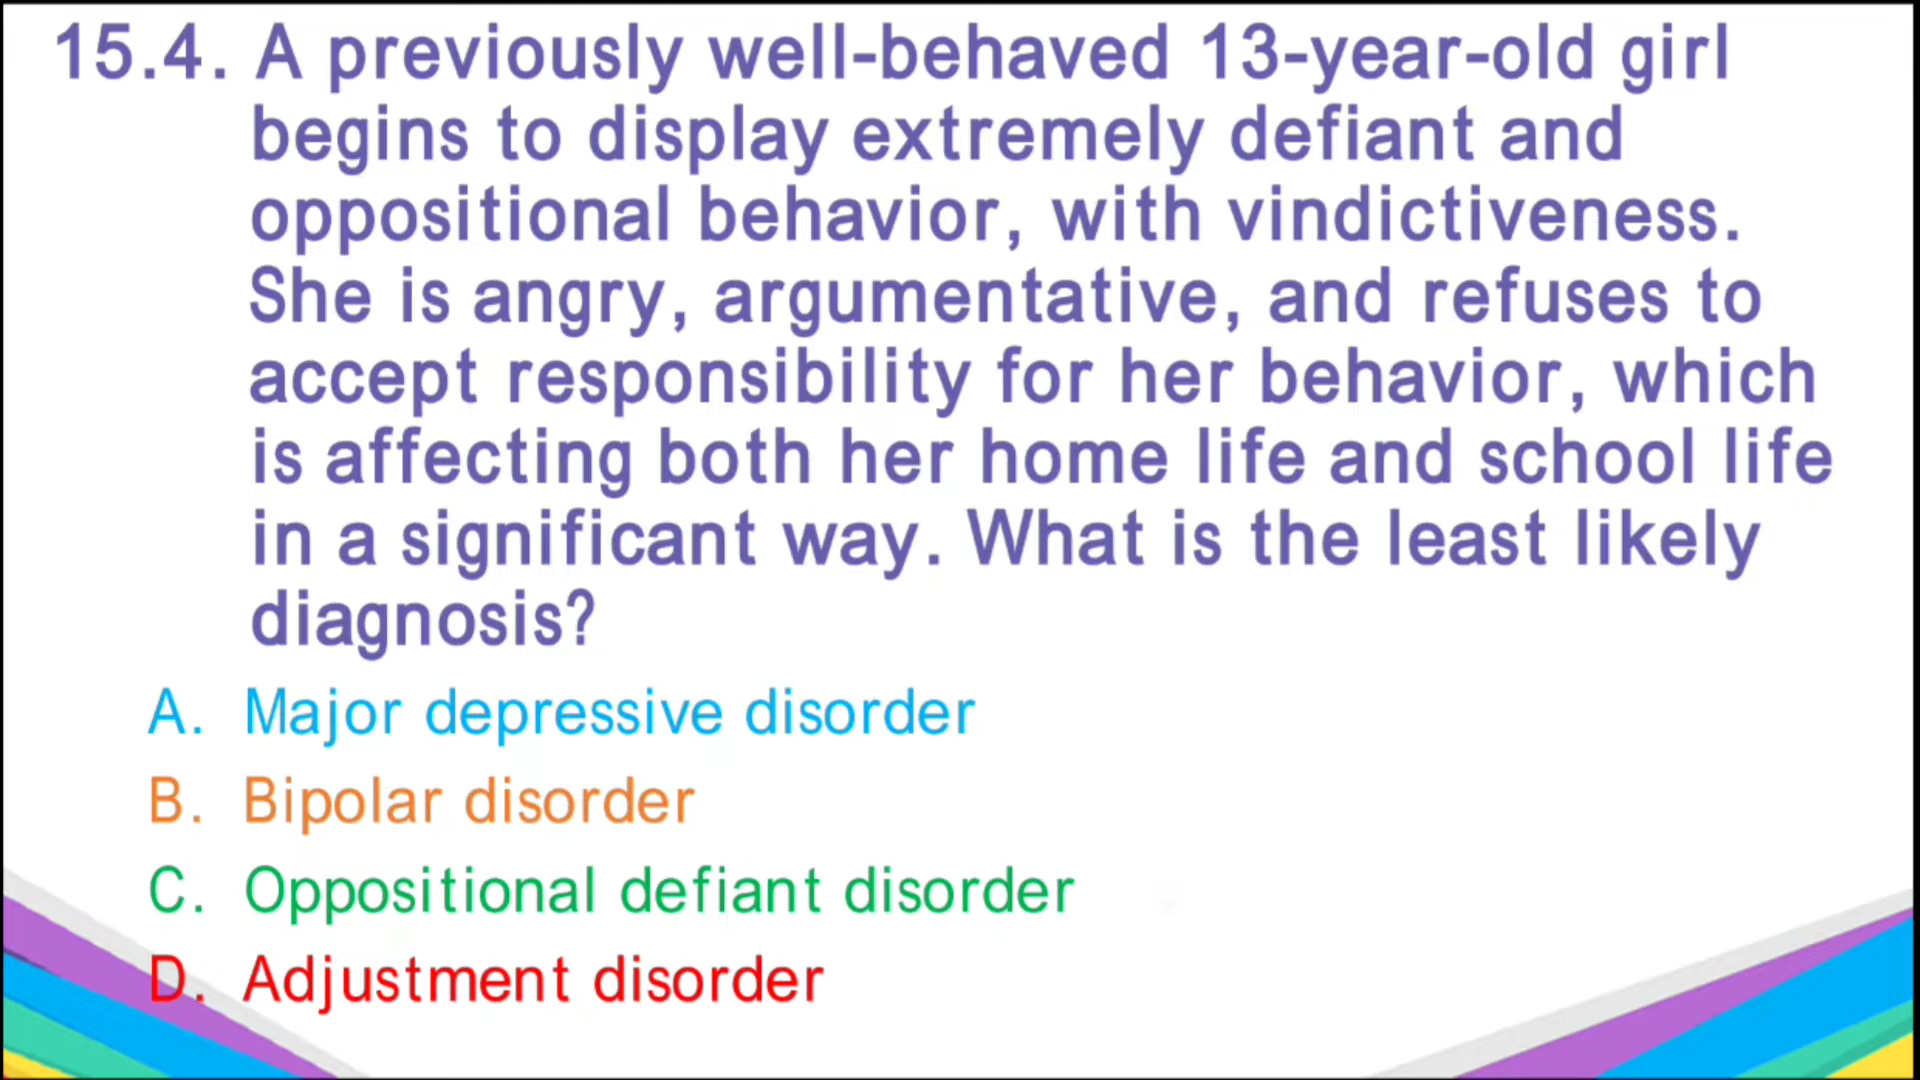 15.4. A previously well-behaved 13-year-old girl
begins to display extremely defiant and
oppositional behavior, with vindictiveness.
She is angry, argumentative, and refuses to
accept responsibility for her behavior, which
is affecting both her home life and school life
in a significant way. What is the least likely
diagnosis?
A. Major depressive disorder
B. Bipolar disorder
C. Oppositional defiant disorder
D. Adjustment disorder